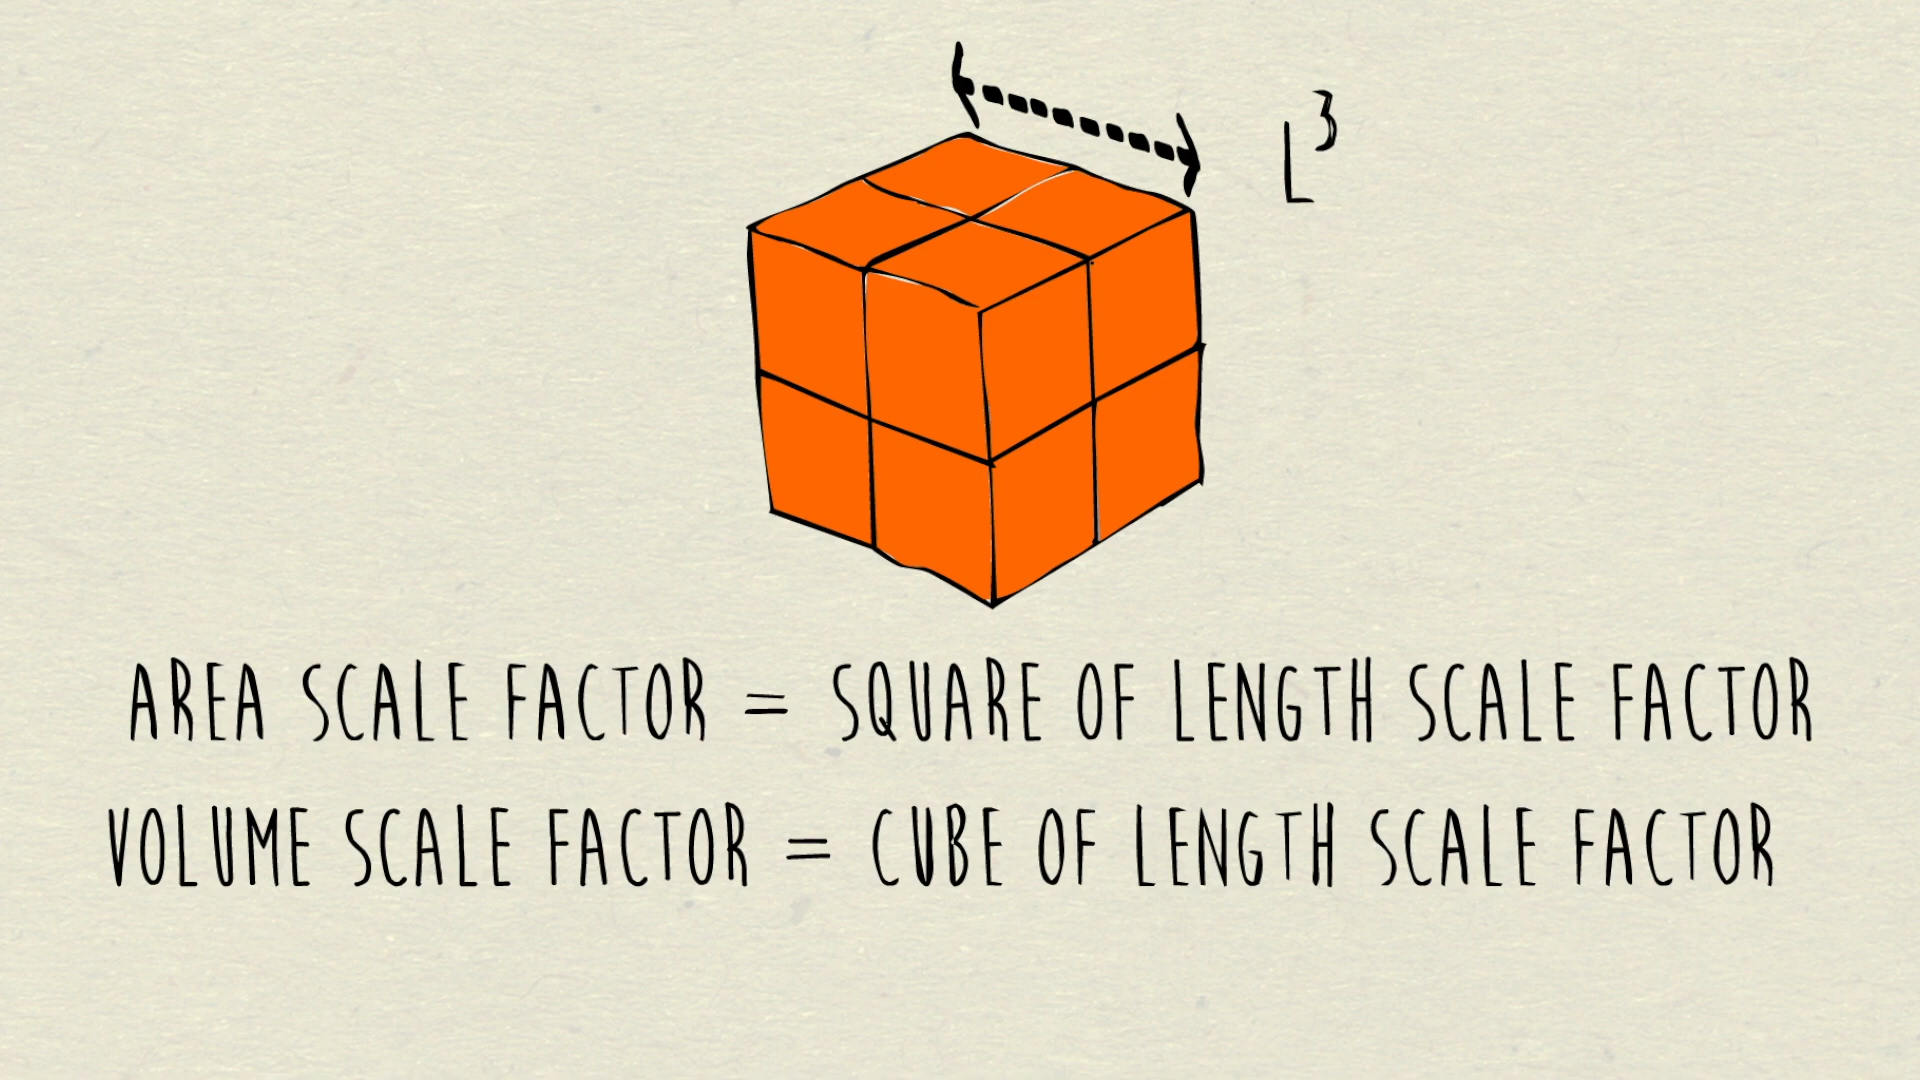 L³
AREA SCALE FACTOR = SQUARE OF LENGTH SCALE FACTOR
VOLUME SCALE FACTOR = CUBE OF LENGTH SCALE FACTOR